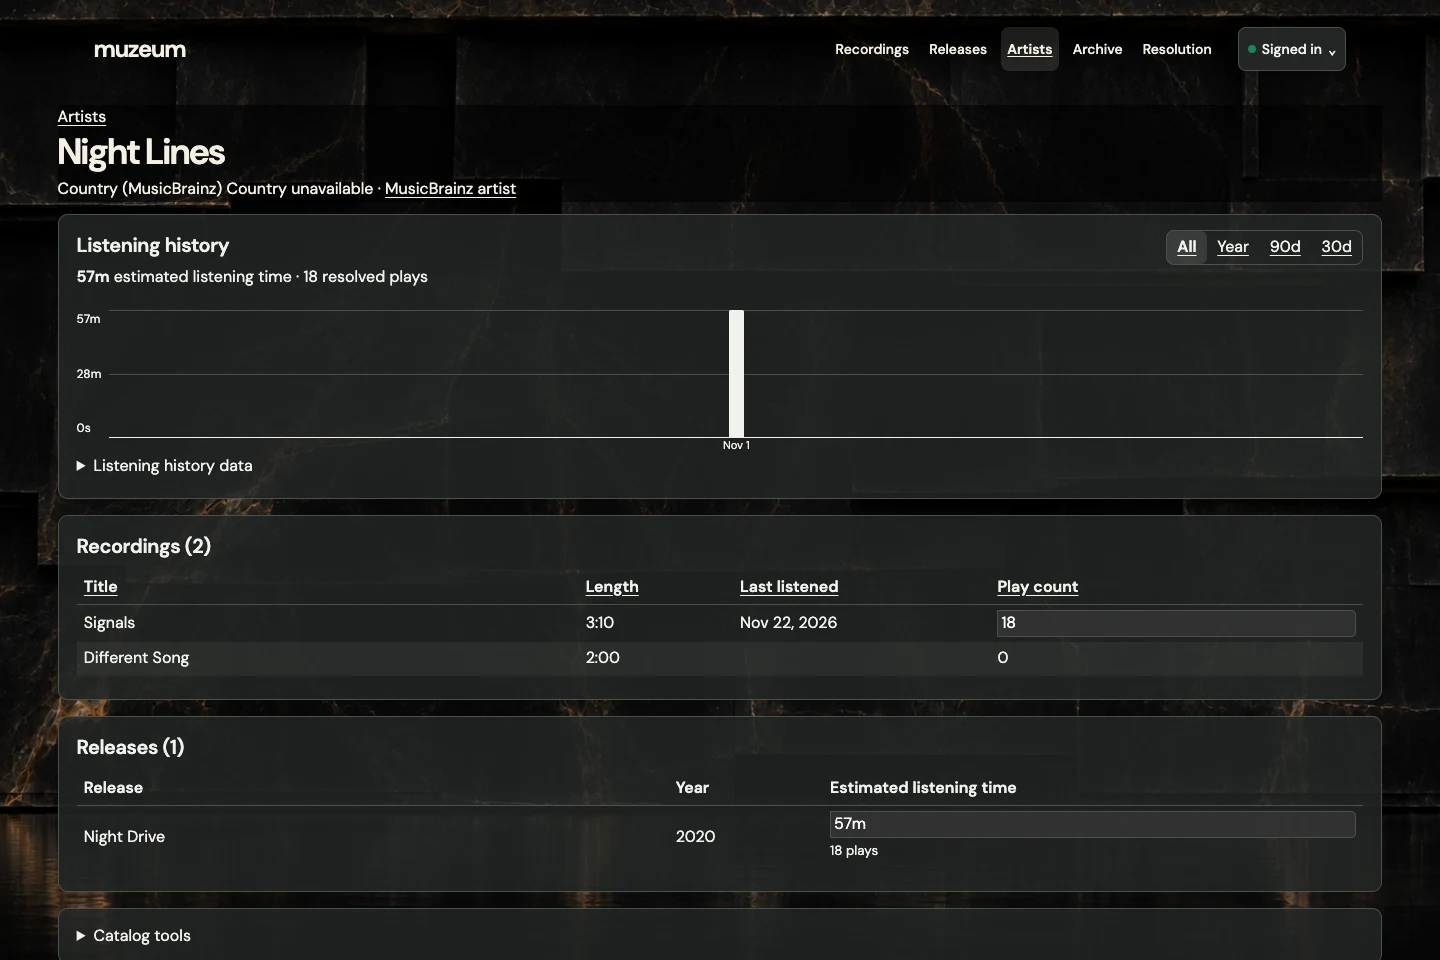 muzeum
Recordings Releases Artists Archive Resolution Signed in
Artists
Night Lines
Country (MusicBrainz) Country unavailable · MusicBrainz artist
Listening history
All Year 90d 30d
57m estimated listening time · 18 resolved plays
57m
28m
0s
Nov 1
Listening history data
Recordings (2)
Title Length Last listened Play count
Signals 3:10 Nov 22, 2026 18
Different Song 2:00 0
Releases (1)
Release Year Estimated listening time
Night Drive 2020 57m
18 plays
Catalog tools